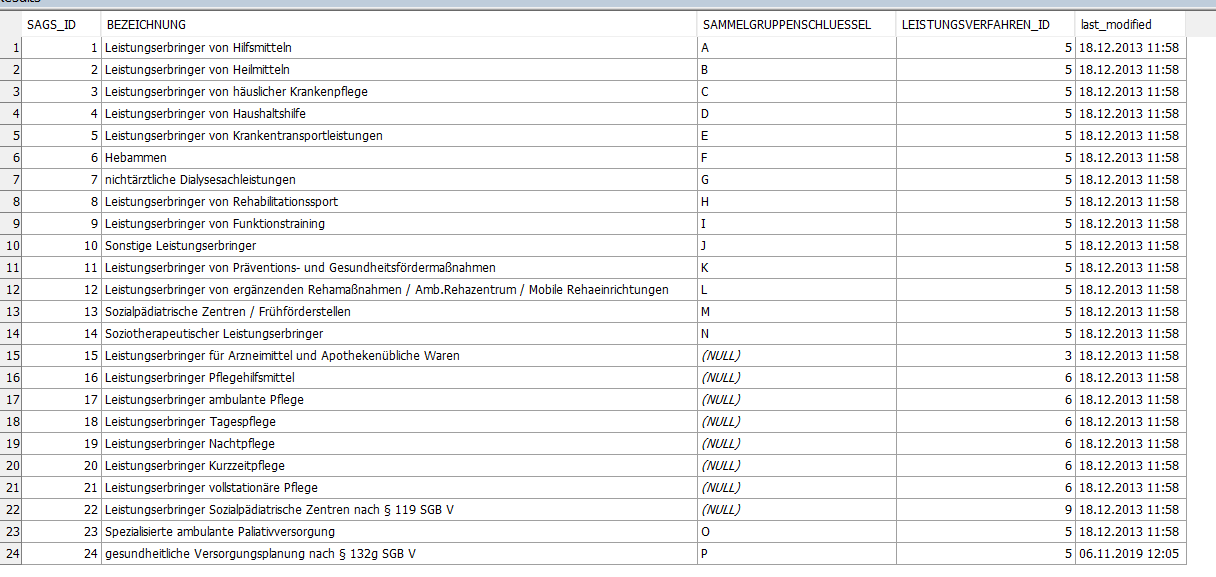 SAGS_ID BEZEICHNUNG SAMMELGRUPPENSCHLUESSEL LEISTUNGSVERFAHREN_ID last_modified
1 1 Leistungserbringer von Hilfsmitteln A 5 18.12.2013 11:58
2 2 Leistungserbringer von Heilmitteln B 5 18.12.2013 11:58
3 3 Leistungserbringer von häuslicher Krankenpflege C 5 18.12.2013 11:58
4 4 Leistungserbringer von Haushaltshilfe D 5 18.12.2013 11:58
5 5 Leistungserbringer von Krankentransportleistungen E 5 18.12.2013 11:58
6 6 Hebammen F 5 18.12.2013 11:58
7 7 nichtärztliche Dialysesachleistungen G 5 18.12.2013 11:58
8 8 Leistungserbringer von Rehabilitationssport H 5 18.12.2013 11:58
9 9 Leistungserbringer von Funktionstraining I 5 18.12.2013 11:58
10 10 Sonstige Leistungserbringer J 5 18.12.2013 11:58
11 11 Leistungserbringer von Präventions- und Gesundheitsfördermaßnahmen K 5 18.12.2013 11:58
12 12 Leistungserbringer von ergänzenden Rehamaßnahmen / Amb.Rehazentrum / Mobile Rehaeinrichtungen L 5 18.12.2013 11:58
13 13 Sozialpädiatrische Zentren / Frühförderstellen M 5 18.12.2013 11:58
14 14 Soziotherapeutischer Leistungserbringer N 5 18.12.2013 11:58
15 15 Leistungserbringer für Arzneimittel und Apothekenübliche Waren (NULL) 3 18.12.2013 11:58
16 16 Leistungserbringer Pflegehilfsmittel (NULL) 6 18.12.2013 11:58
17 17 Leistungserbringer ambulante Pflege (NULL) 6 18.12.2013 11:58
18 18 Leistungserbringer Tagespflege (NULL) 6 18.12.2013 11:58
19 19 Leistungserbringer Nachtpflege (NULL) 6 18.12.2013 11:58
20 20 Leistungserbringer Kurzzeitpflege (NULL) 6 18.12.2013 11:58
21 21 Leistungserbringer vollstationäre Pflege (NULL) 6 18.12.2013 11:58
22 22 Leistungserbringer Sozialpädiatrische Zentren nach § 119 SGB V (NULL) 9 18.12.2013 11:58
23 23 Spezialisierte ambulante Paliativversorgung O 5 18.12.2013 11:58
24 24 gesundheitliche Versorgungsplanung nach § 132g SGB V P 5 06.11.2019 12:05